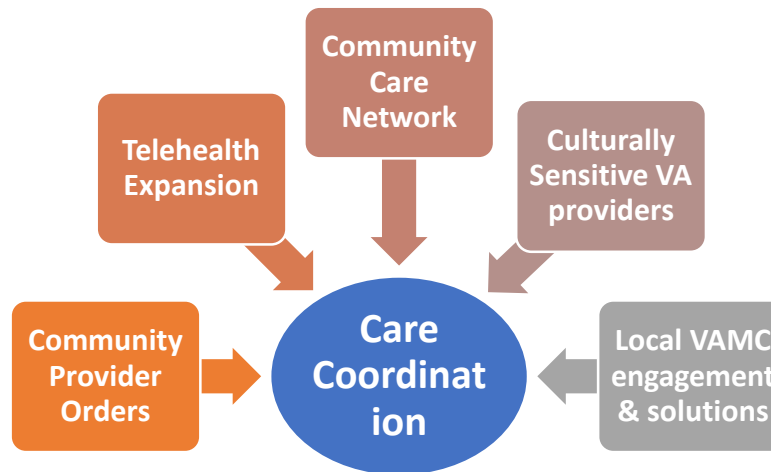 Community
Care
Network
Telehealth
Expansion
Culturally
Sensitive VA
providers
Community
Provider
Orders
Care
Coordinat
ion
Local VAMC
engagement
& solutions